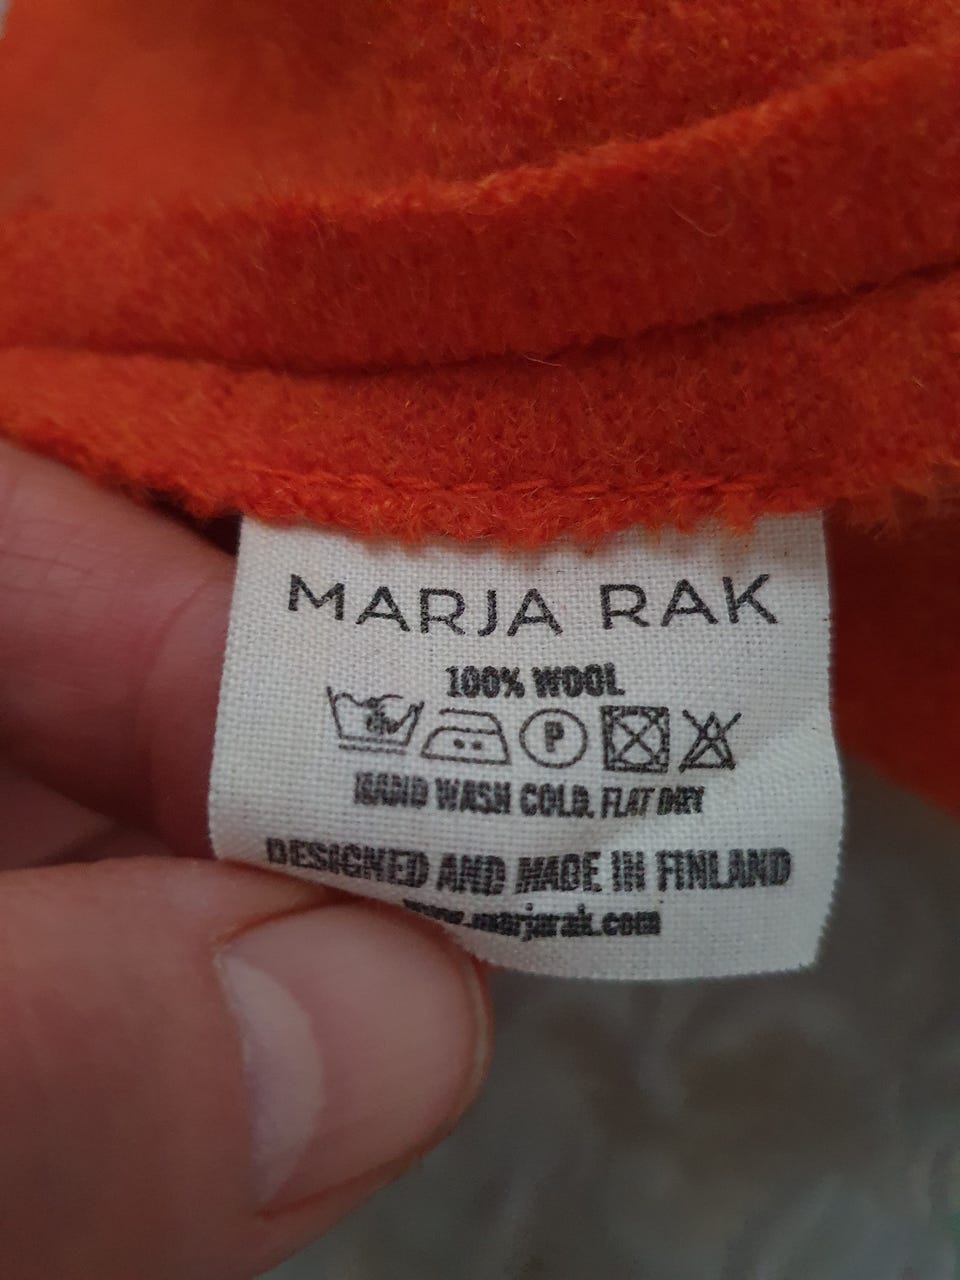 MARJA RAK
100% WOOL
P
HAND WASH COLD. FLAT DRY
DESIGNED AND MADE IN FINLAND
www.marjarak.com